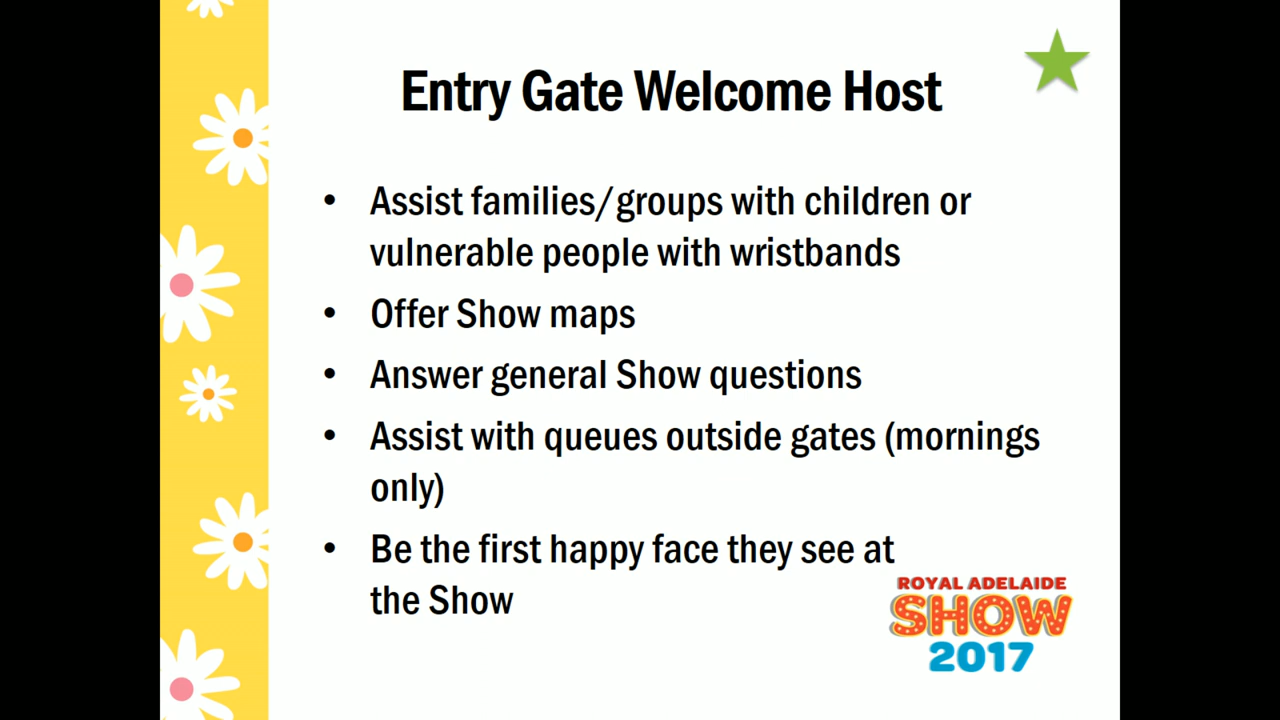 Entry Gate Welcome Host
• Assist families/groups with children or
vulnerable people with wristbands
• Offer Show maps
• Answer general Show questions
• Assist with queues outside gates (mornings
only)
• Be the first happy face they see at
the Show
ROYAL ADELAIDE
SHOW
2017